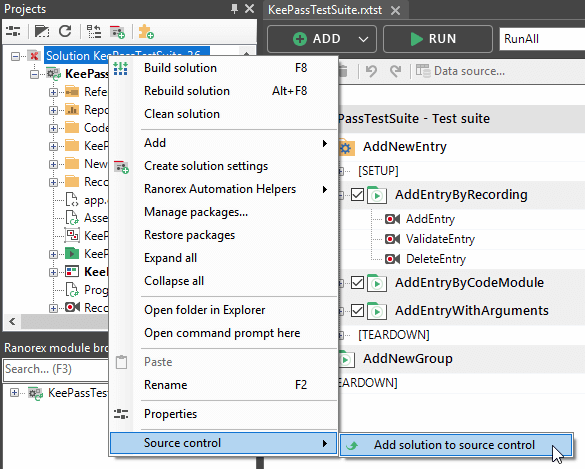 Projects
KeePassTestSuite.rxtst
ADD
RUN
RunAll
Data source...
Solution KeePassTestSuite
KeePass
Refe
Repor
Code
KeeP
New
Reco
app.c
Asse
KeeP
KeeP
KeeP
Prog
Reco
Build solution F8
Rebuild solution Alt+F8
Clean solution
Add
Create solution settings
Ranorex Automation Helpers
Manage packages...
Restore packages
Expand all
Collapse all
Open folder in Explorer
Open command prompt here
Paste
Rename F2
Properties
Source control
Add solution to source control
PassTestSuite - Test suite
AddNewEntry
[SETUP]
AddEntryByRecording
AddEntry
ValidateEntry
DeleteEntry
AddEntryByCodeModule
AddEntryWithArguments
[TEARDOWN]
AddNewGroup
EARDOWN]
Ranorex module bro
Search... (F3)
KeePassTes